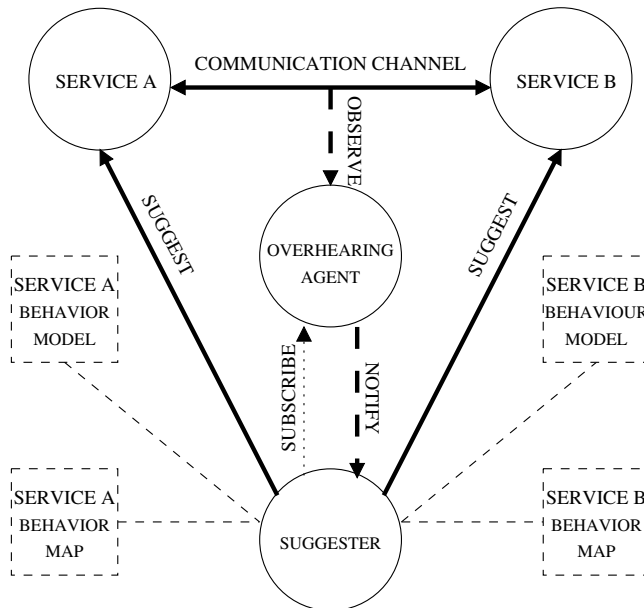 COMMUNICATION CHANNEL
SERVICE A
SERVICE B
OBSERVE
SUGGEST
SUGGEST
OVERHEARING
AGENT
SERVICE A
BEHAVIOR
MODEL
SERVICE B
BEHAVIOUR
MODEL
SUBSCRIBE
NOTIFY
SERVICE A
BEHAVIOR
MAP
SERVICE B
BEHAVIOR
MAP
SUGGESTER